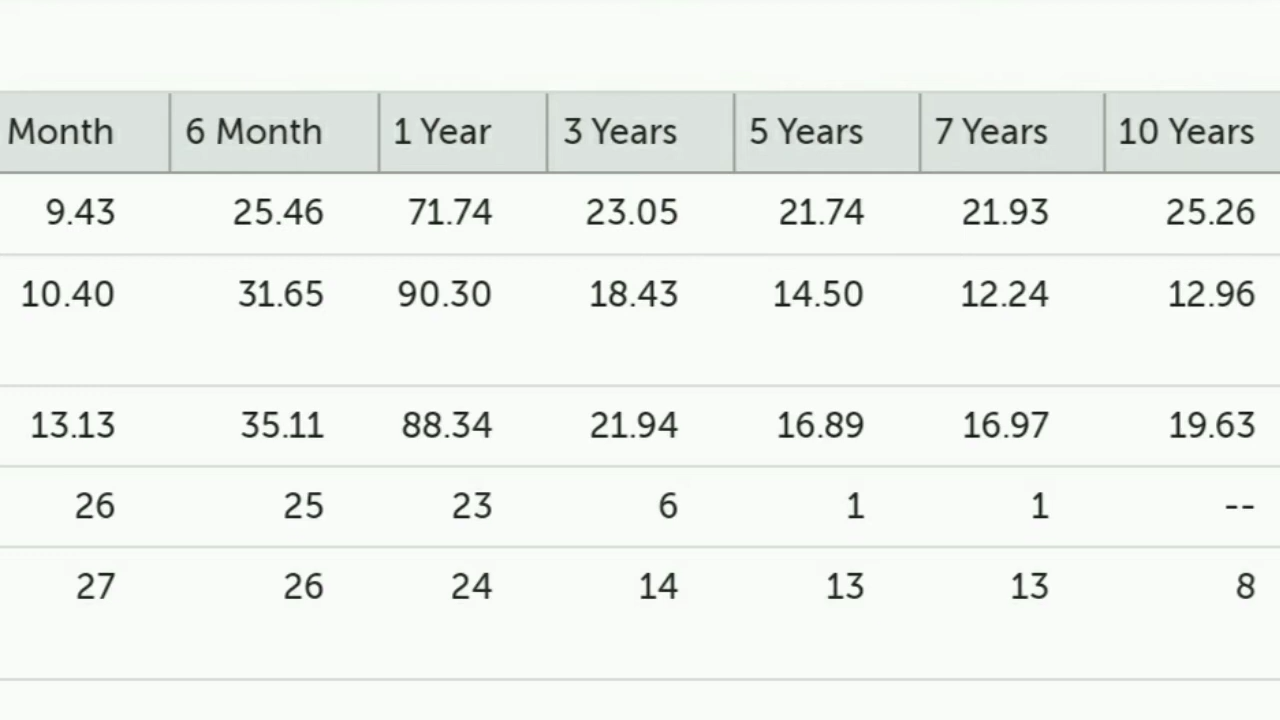 Month 6 Month 1 Year 3 Years 5 Years 7 Years 10 Years
9.43 25.46 71.74 23.05 21.74 21.93 25.26
10.40 31.65 90.30 18.43 14.50 12.24 12.96
13.13 35.11 88.34 21.94 16.89 16.97 19.63
26 25 23 6 1 1 --
27 26 24 14 13 13 8